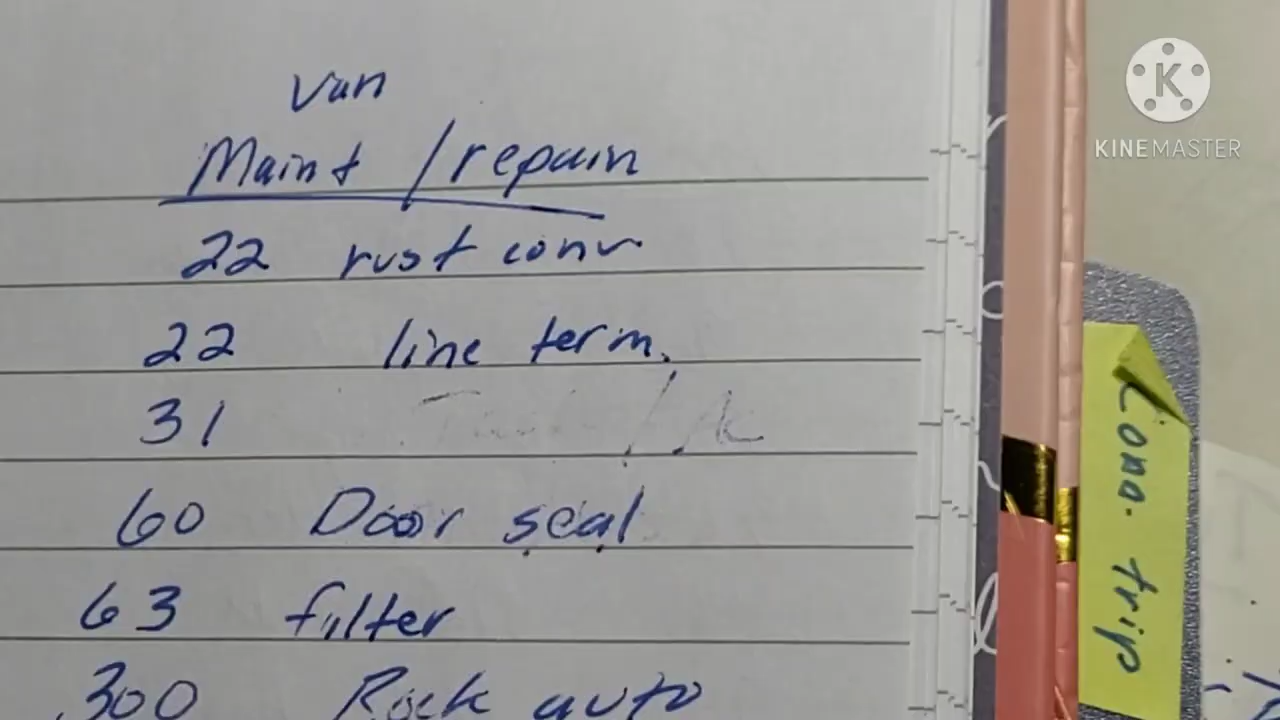 Van
Maint / repair
22 rust conv.
22 line term.
31
60 Door seal
63 filter
300 Rock auto
trip
KINEMASTER